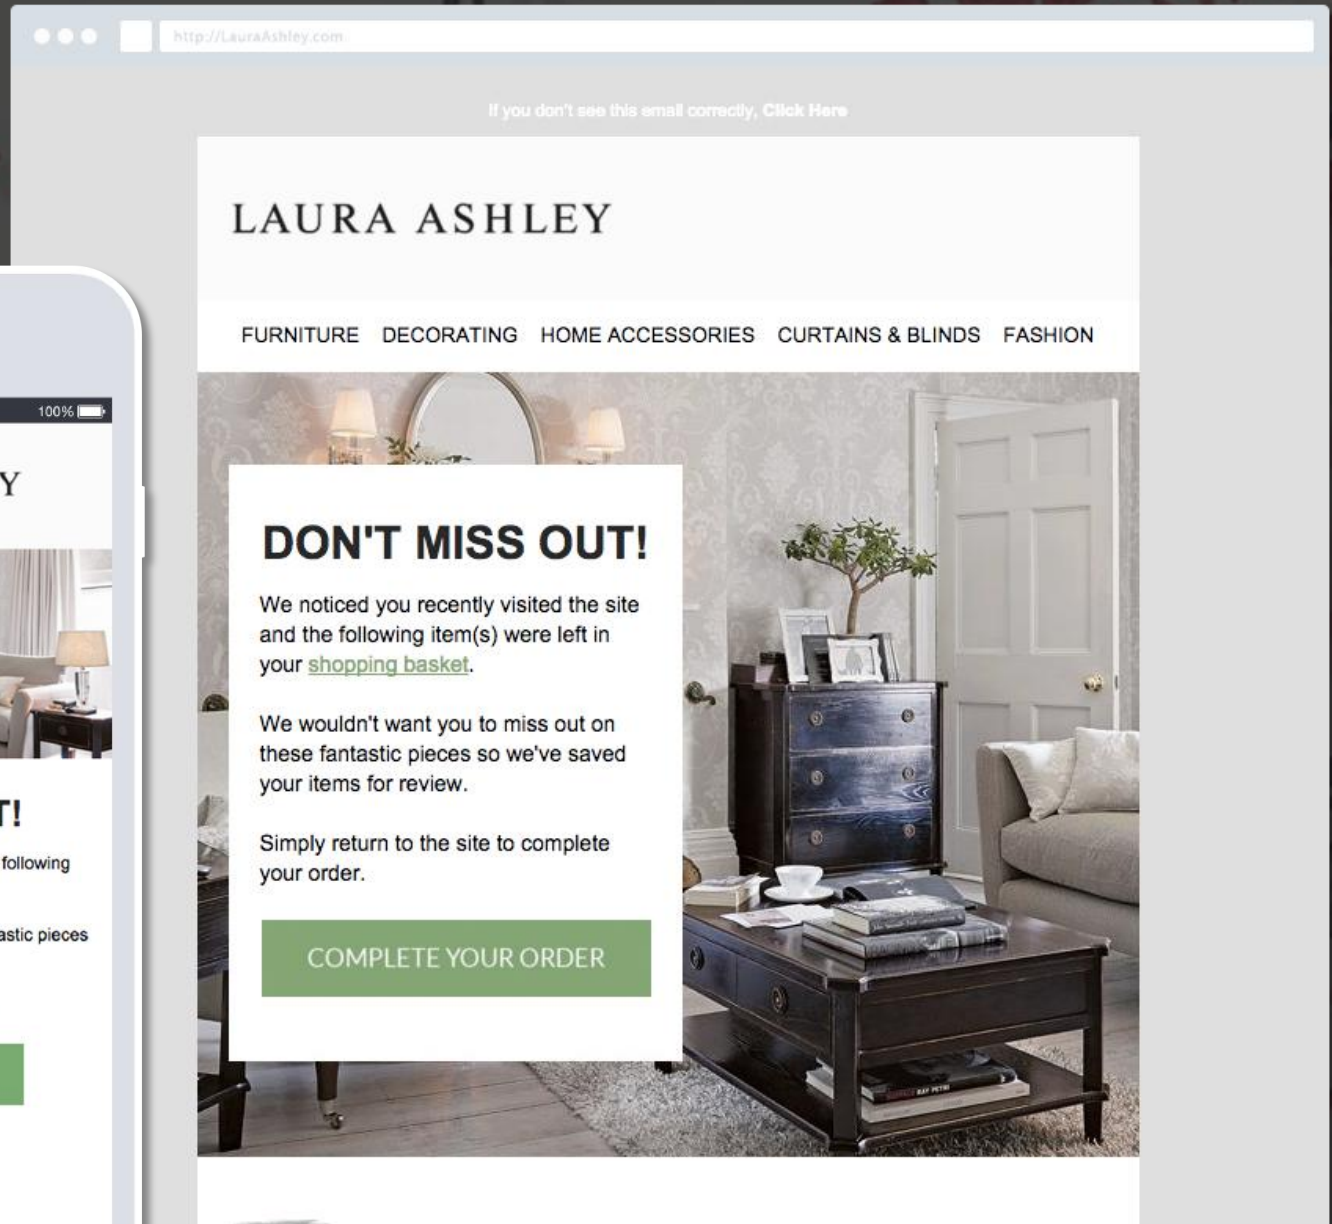 http://LauraAshley.com
If you don't see this email correctly, Click Here
LAURA ASHLEY
FURNITURE DECORATING HOME ACCESSORIES CURTAINS & BLINDS FASHION
DON'T MISS OUT!
We noticed you recently visited the site
and the following item(s) were left in
your shopping basket.
We wouldn't want you to miss out on
these fantastic pieces so we've saved
your items for review.
Simply return to the site to complete
your order.
COMPLETE YOUR ORDER
RAY PETRI
100%
Y
T!
following
astic pieces